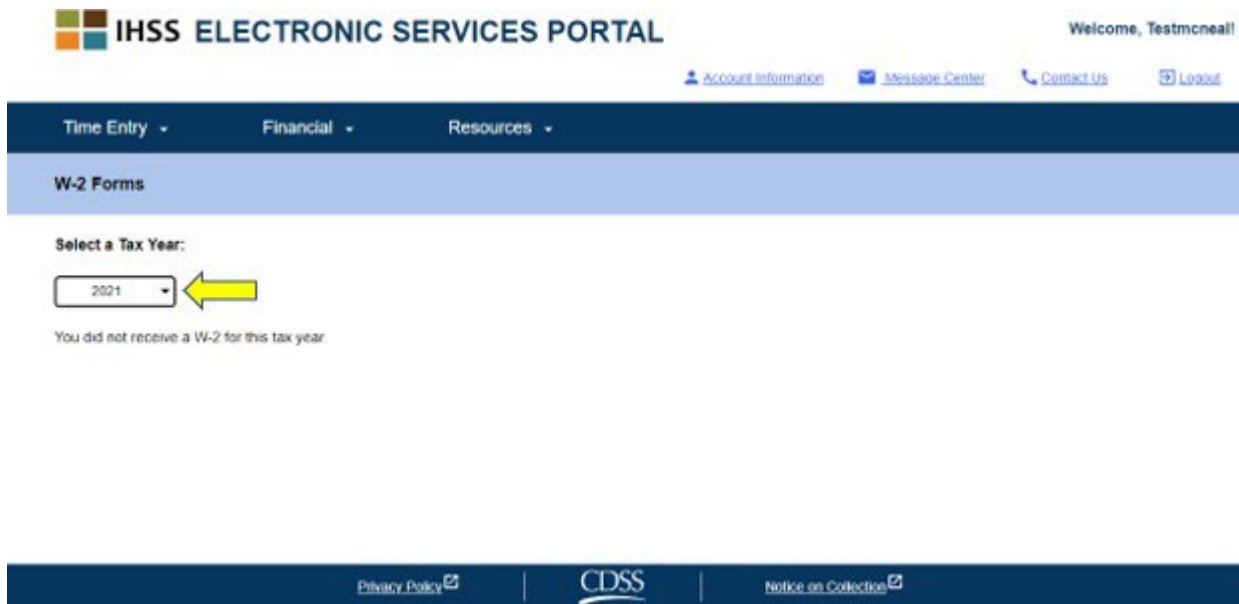 IHSS ELECTRONIC SERVICES PORTAL
Welcome, Testmcneal!
Account Information Message Center Contact Us Logout
Time Entry Financial Resources
W-2 Forms
Select a Tax Year:
2021
You did not receive a W-2 for this tax year.
Privacy Policy CDSS Notice on Collection